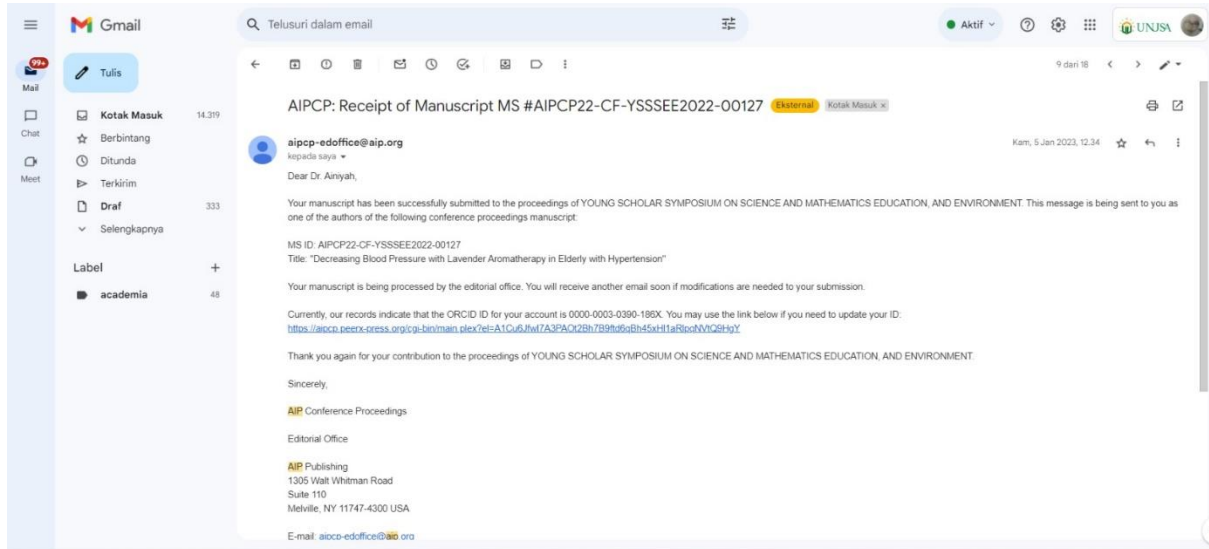 Gmail
Telusuri dalam email
Aktif
UNUSA
99+
Mail
Chat
Meet
Tulis
Kotak Masuk 14.319
Berbintang
Ditunda
Terkirim
Draf 333
Selengkapnya
Label +
academia 48
9 dari 18
AIPCP: Receipt of Manuscript MS #AIPCP22-CF-YSSSEE2022-00127 Eksternal Kotak Masuk ×
aipcp-edoffice@aip.org Kam, 5 Jan 2023, 12.34
kepada saya
Dear Dr. Ainiyah,
Your manuscript has been successfully submitted to the proceedings of YOUNG SCHOLAR SYMPOSIUM ON SCIENCE AND MATHEMATICS EDUCATION, AND ENVIRONMENT. This message is being sent to you as
one of the authors of the following conference proceedings manuscript:
MS ID: AIPCP22-CF-YSSSEE2022-00127
Title: "Decreasing Blood Pressure with Lavender Aromatherapy in Elderly with Hypertension"
Your manuscript is being processed by the editorial office. You will receive another email soon if modifications are needed to your submission.
Currently, our records indicate that the ORCID ID for your account is 0000-0003-0390-186X. You may use the link below if you need to update your ID:
Thank you again for your contribution to the proceedings of YOUNG SCHOLAR SYMPOSIUM ON SCIENCE AND MATHEMATICS EDUCATION, AND ENVIRONMENT.
Sincerely,
AIP Conference Proceedings
Editorial Office
AIP Publishing
1305 Walt Whitman Road
Suite 110
Melville, NY 11747-4300 USA
E-mail: aipcp-edoffice@aip.org